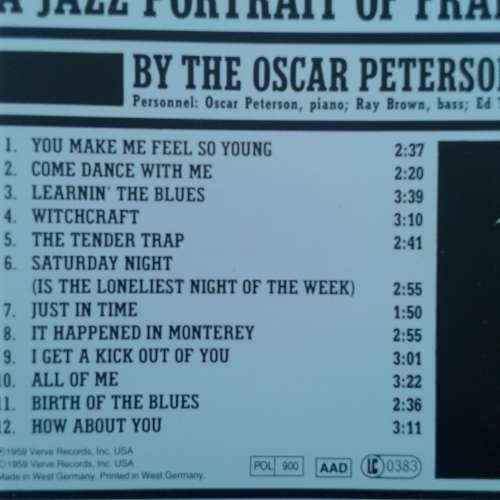 A JAZZ PORTRAIT OF FRA
BY THE OSCAR PETERSO
Personnel: Oscar Peterson, piano; Ray Brown, bass; Ed
1. YOU MAKE ME FEEL SO YOUNG 2:37
2. COME DANCE WITH ME 2:20
3. LEARNIN' THE BLUES 3:39
4. WITCHCRAFT 3:10
5. THE TENDER TRAP 2:41
6. SATURDAY NIGHT
(IS THE LONELIEST NIGHT OF THE WEEK) 2:55
7. JUST IN TIME 1:50
8. IT HAPPENED IN MONTEREY 2:55
9. I GET A KICK OUT OF YOU 3:01
10. ALL OF ME 3:22
11. BIRTH OF THE BLUES 2:36
12. HOW ABOUT YOU 3:11
℗1959 Verve Records, Inc. USA
©1959 Verve Records, Inc. USA
Made in West Germany. Printed in West Germany.
POL 900 AAD LC 0383